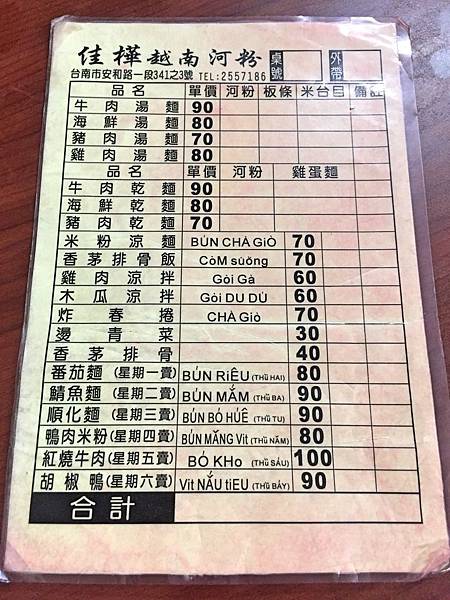 佳樺越南河粉 桌號 外帶
台南市安和路一段341之3號 TEL:2557186
品名 單價 河粉 板條 米台目 備註
牛肉湯麵 90
海鮮湯麵 80
豬肉湯麵 70
雞肉湯麵 80
品名 單價 河粉 雞蛋麵
牛肉乾麵 90
海鮮乾麵 80
豬肉乾麵 70
米粉涼麵 BÚN CHẢ GIÒ 70
香茅排骨飯 CƠM sườNg 70
雞肉涼拌 Gỏi Gà 60
木瓜涼拌 Gỏi DU DỦ 60
炸春捲 CHẢ Giò 70
燙青菜 30
香茅排骨 40
番茄麵(星期一賣) BÚN RiÊU (THứ HAI) 80
鯖魚麵(星期二賣) BÚN MẮM (THứ BA) 90
順化麵(星期三賣) BÚN BÒ HÚÊ (THứ TU) 90
鴨肉米粉(星期四賣) BÚN MĂNG Vit (THứ NĂM) 80
紅燒牛肉(星期五賣) BÒ KHo (THứ SÁU) 100
胡椒鴨(星期六賣) Vit NẤU tiEU (THứ BẢY) 90
合計